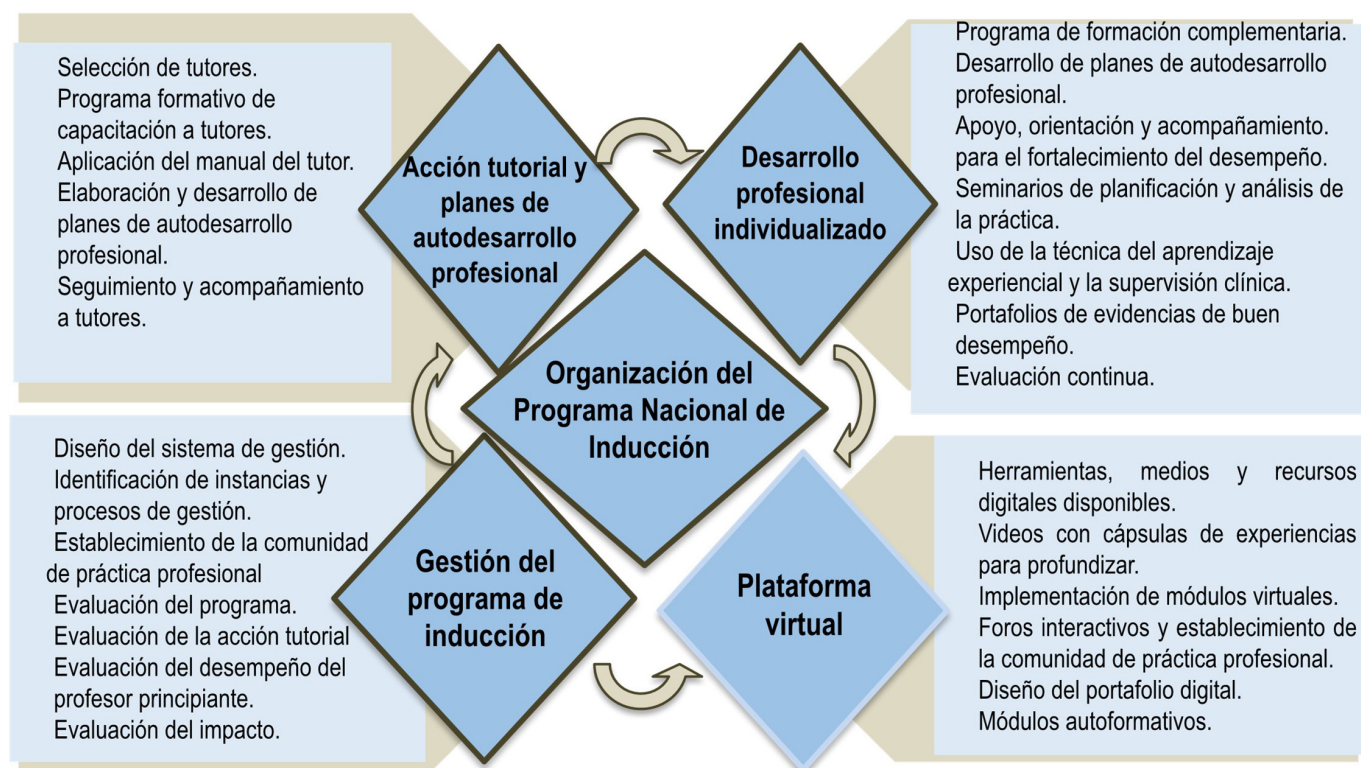 Selección de tutores.
Programa formativo de
capacitación a tutores.
Aplicación del manual del tutor.
Elaboración y desarrollo de
planes de autodesarrollo
profesional.
Seguimiento y acompañamiento
a tutores.
Acción tutorial y
planes de
autodesarrollo
profesional
Desarrollo
profesional
individualizado
Programa de formación complementaria.
Desarrollo de planes de autodesarrollo
profesional.
Apoyo, orientación y acompañamiento.
para el fortalecimiento del desempeño.
Seminarios de planificación y análisis de
la práctica.
Uso de la técnica del aprendizaje
experiencial y la supervisión clínica.
Portafolios de evidencias de buen
desempeño.
Evaluación continua.
Organización del
Programa Nacional de
Inducción
Diseño del sistema de gestión.
Identificación de instancias y
procesos de gestión.
Establecimiento de la comunidad
de práctica profesional
Evaluación del programa.
Evaluación de la acción tutorial
Evaluación del desempeño del
profesor principiante.
Evaluación del impacto.
Gestión del
programa de
inducción
Plataforma
virtual
Herramientas, medios y recursos
digitales disponibles.
Videos con cápsulas de experiencias
para profundizar.
Implementación de módulos virtuales.
Foros interactivos y establecimiento de
la comunidad de práctica profesional.
Diseño del portafolio digital.
Módulos autoformativos.